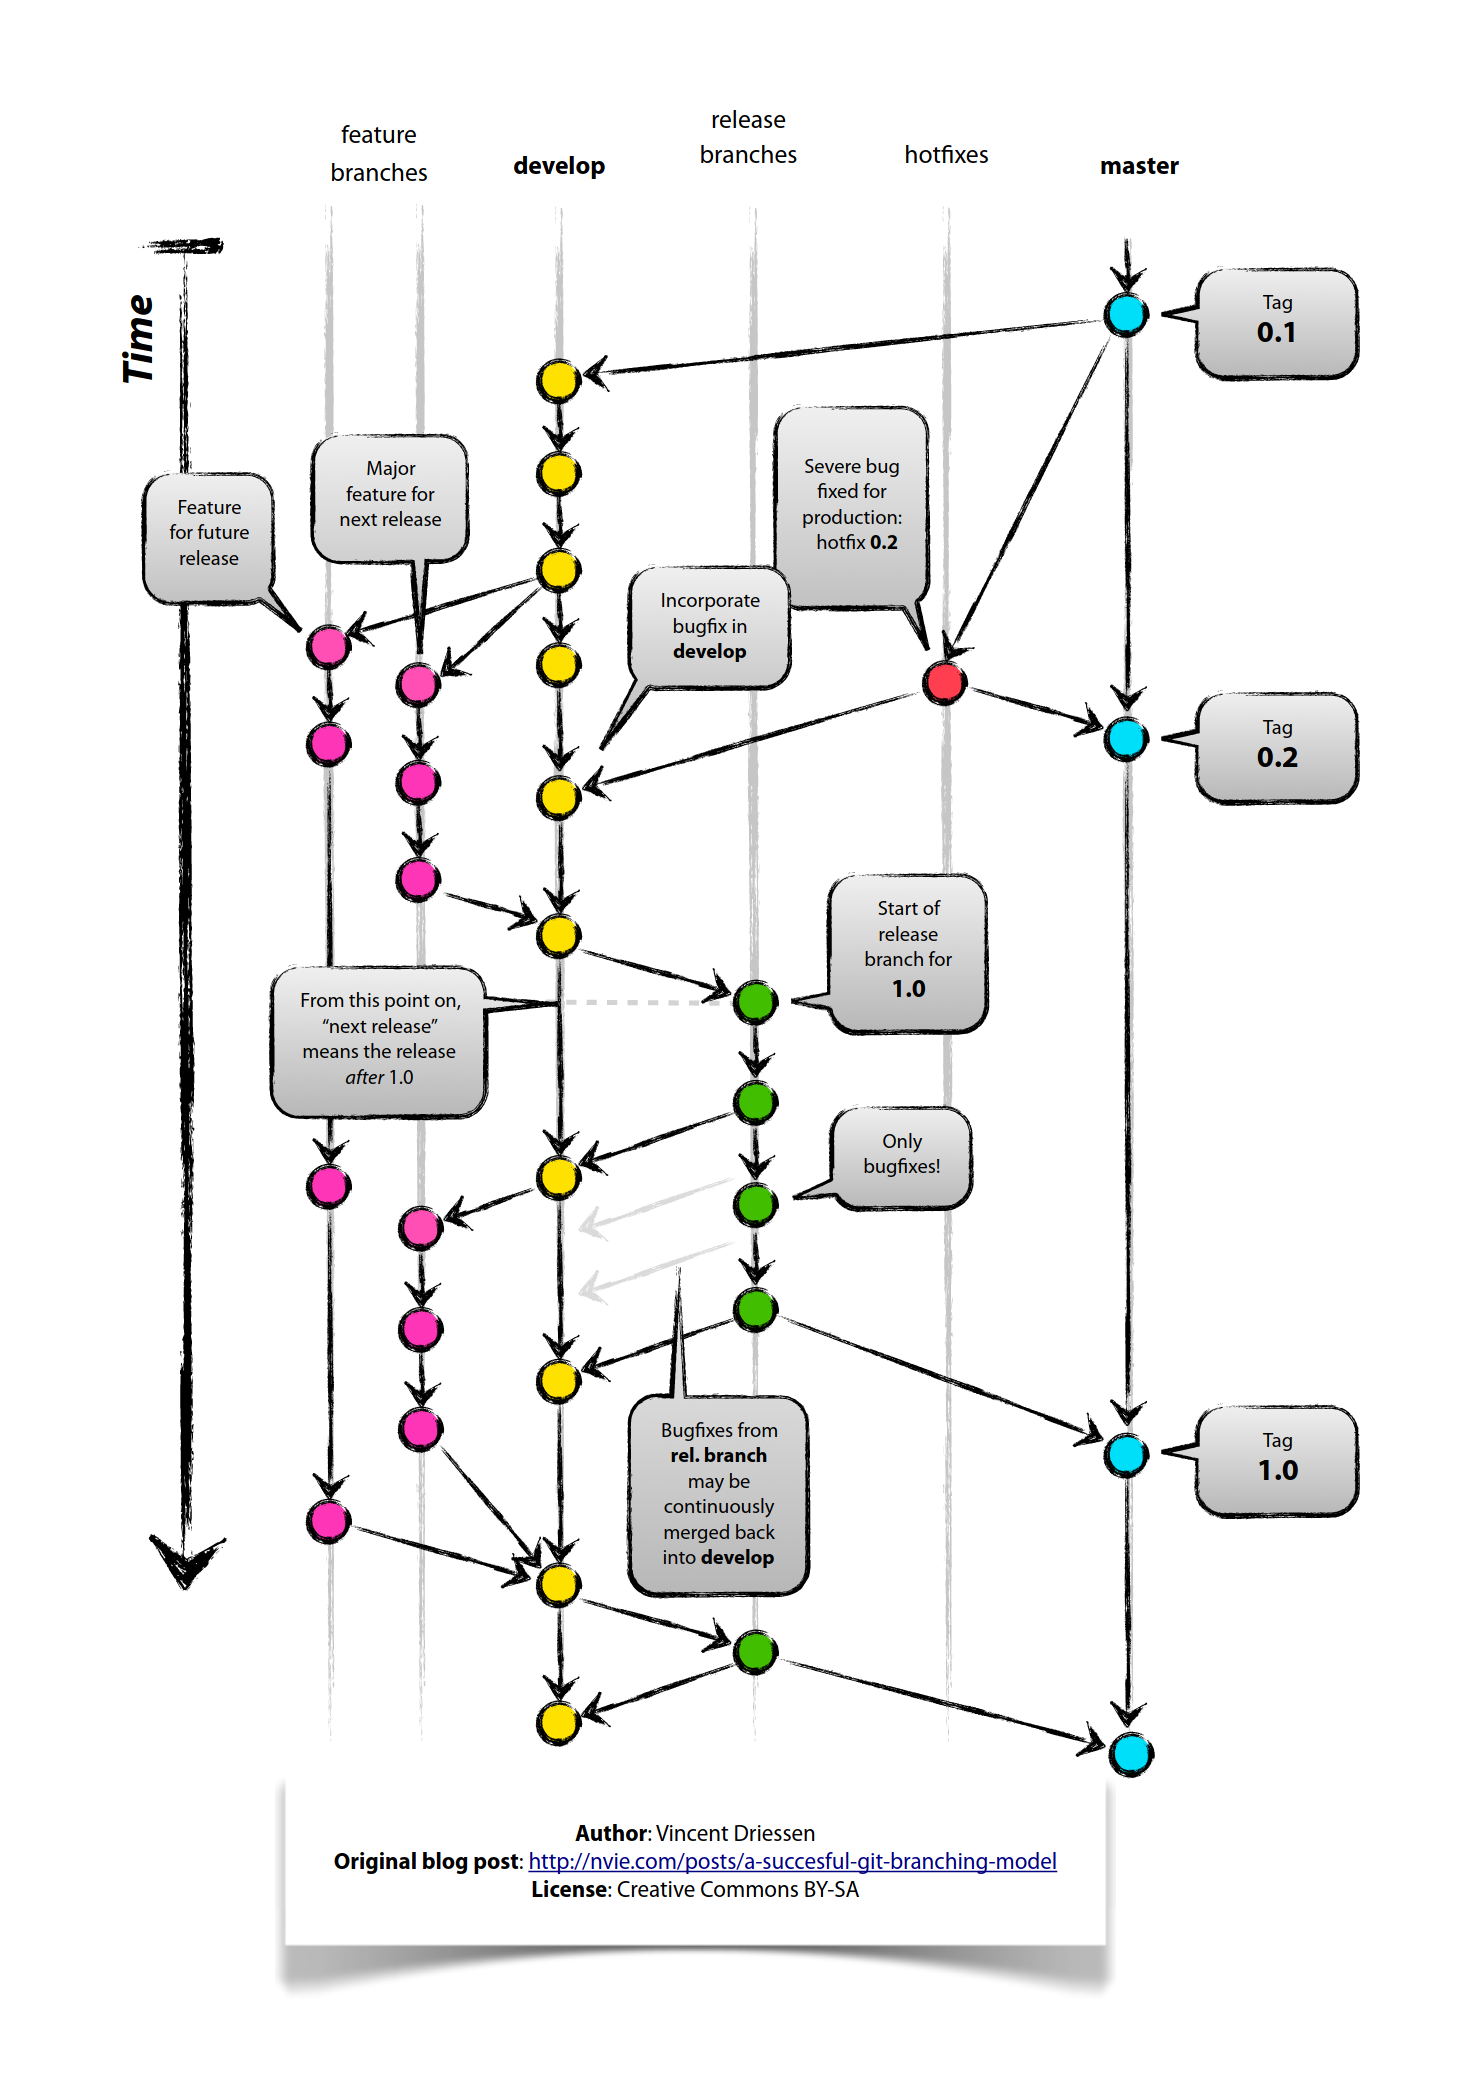 feature
branches
develop
release
branches
hotfixes
master
Time
Tag
0.1
Major
feature for
next release
Feature
for future
release
Severe bug
fixed for
production:
hotfix 0.2
Incorporate
bugfix in
develop
Tag
0.2
Start of
release
branch for
1.0
From this point on,
“next release”
means the release
after 1.0
Only
bugfixes!
Bugfixes from
rel. branch
may be
continuously
merged back
into develop
Tag
1.0
Author: Vincent Driessen
Original blog post: http://nvie.com/posts/a-succesful-git-branching-model
License: Creative Commons BY-SA